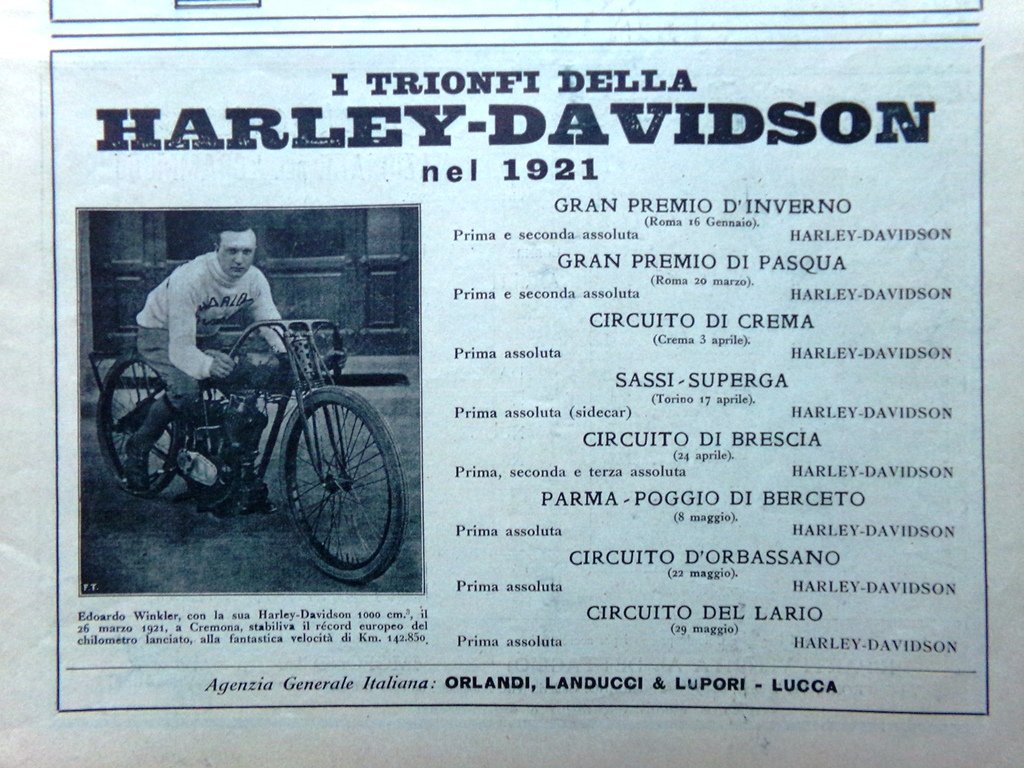 I TRIONFI DELLA
HARLEY-DAVIDSON
nel 1921
GRAN PREMIO D'INVERNO
(Roma 16 Gennaio).
Prima e seconda assoluta HARLEY-DAVIDSON
GRAN PREMIO DI PASQUA
(Roma 20 marzo).
Prima e seconda assoluta HARLEY-DAVIDSON
CIRCUITO DI CREMA
(Crema 3 aprile).
Prima assoluta HARLEY-DAVIDSON
SASSI-SUPERGA
(Torino 17 aprile).
Prima assoluta (sidecar) HARLEY-DAVIDSON
CIRCUITO DI BRESCIA
(24 aprile).
Prima, seconda e terza assoluta HARLEY-DAVIDSON
PARMA-POGGIO DI BERCETO
(8 maggio).
Prima assoluta HARLEY-DAVIDSON
CIRCUITO D'ORBASSANO
(22 maggio).
Prima assoluta HARLEY-DAVIDSON
CIRCUITO DEL LARIO
(29 maggio)
Prima assoluta HARLEY-DAVIDSON
F.T.
Edoardo Winkler, con la sua Harley-Davidson 1000 cm.³, il
26 marzo 1921, a Cremona, stabiliva il récord europeo del
chilometro lanciato, alla fantastica velocità di Km. 142.850.
Agenzia Generale Italiana: ORLANDI, LANDUCCI & LUPORI - LUCCA